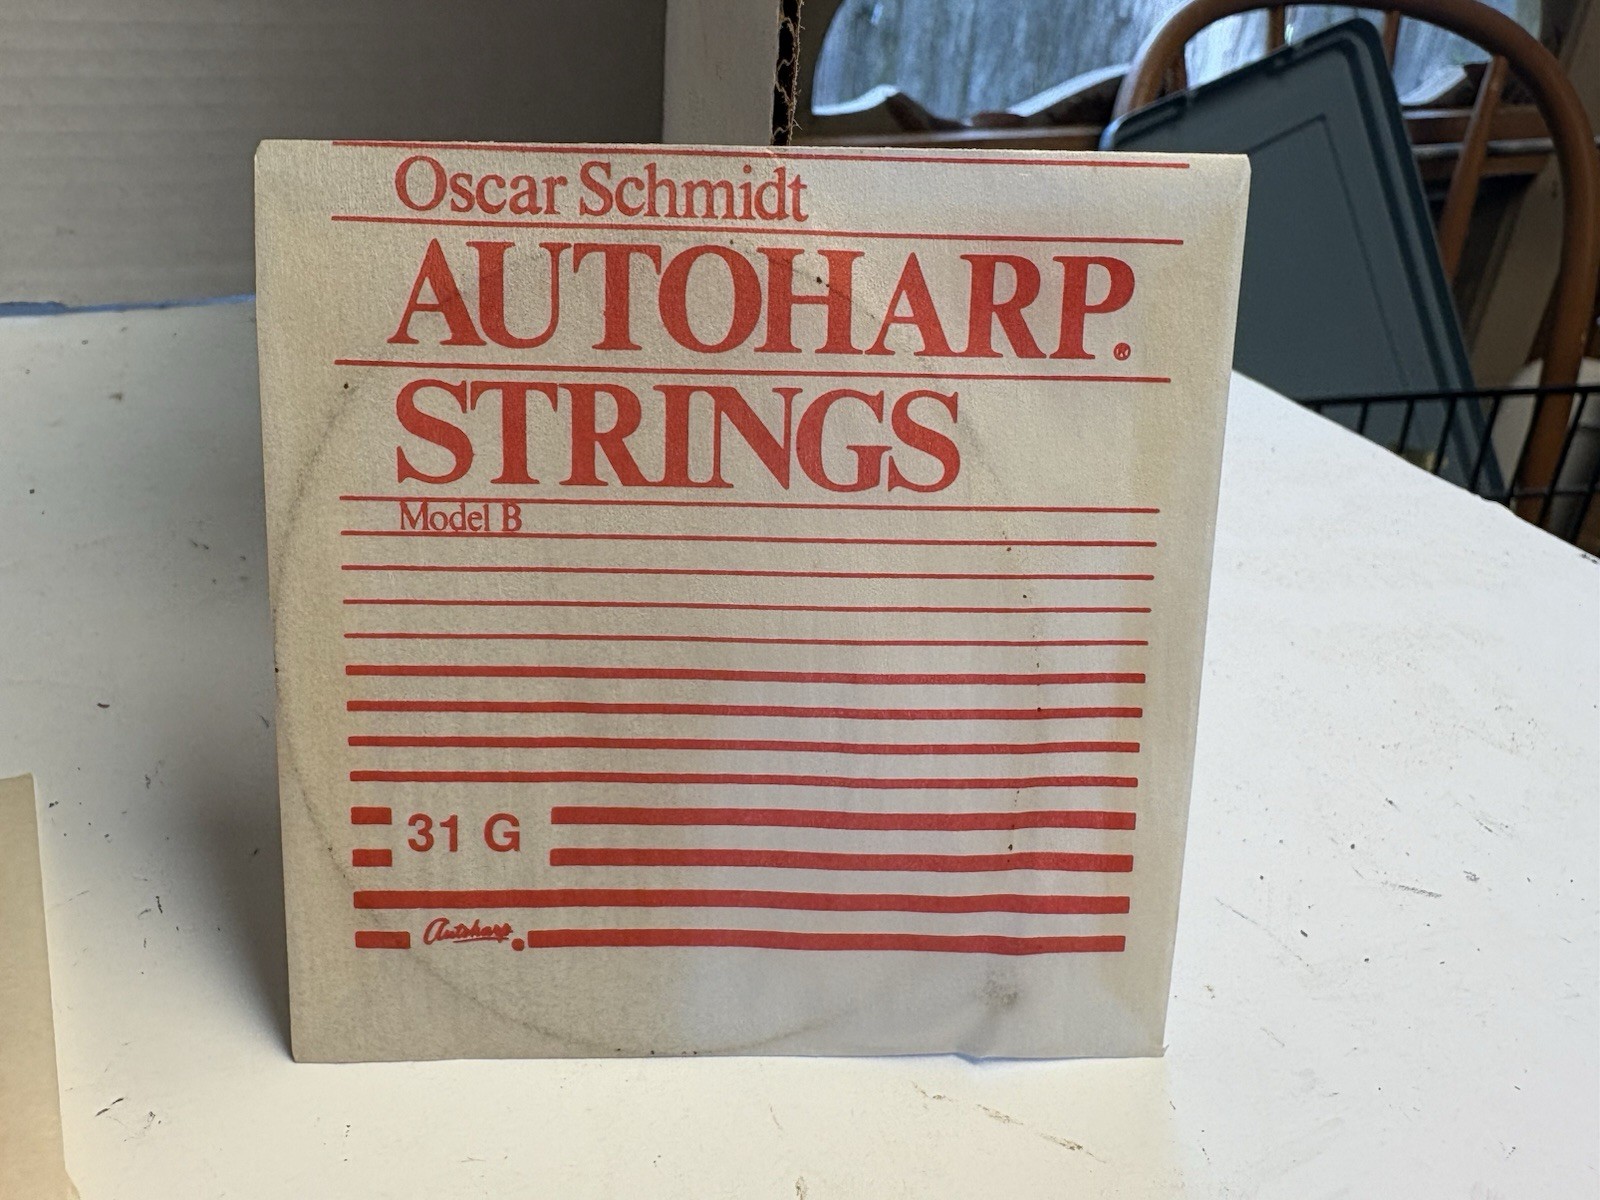 Oscar Schmidt
AUTOHARP®
STRINGS
Model B
31 G
Autoharp®